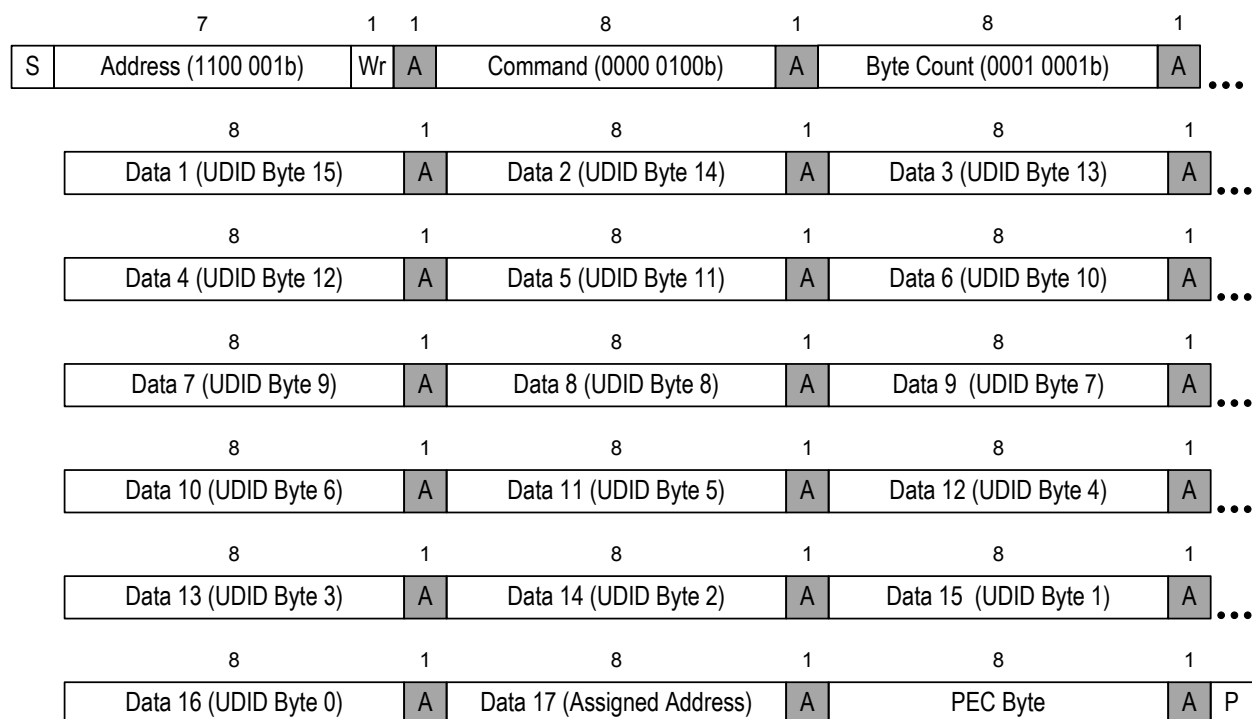 7 1 1 8 1 8 1
S Address (1100 001b) Wr A Command (0000 0100b) A Byte Count (0001 0001b) A •••
8 1 8 1 8 1
Data 1 (UDID Byte 15) A Data 2 (UDID Byte 14) A Data 3 (UDID Byte 13) A •••
8 1 8 1 8 1
Data 4 (UDID Byte 12) A Data 5 (UDID Byte 11) A Data 6 (UDID Byte 10) A •••
8 1 8 1 8 1
Data 7 (UDID Byte 9) A Data 8 (UDID Byte 8) A Data 9 (UDID Byte 7) A •••
8 1 8 1 8 1
Data 10 (UDID Byte 6) A Data 11 (UDID Byte 5) A Data 12 (UDID Byte 4) A •••
8 1 8 1 8 1
Data 13 (UDID Byte 3) A Data 14 (UDID Byte 2) A Data 15 (UDID Byte 1) A •••
8 1 8 1 8 1
Data 16 (UDID Byte 0) A Data 17 (Assigned Address) A PEC Byte A P